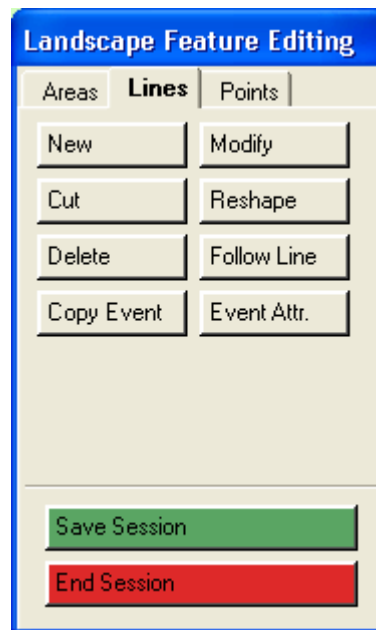 Landscape Feature Editing
Areas Lines Points
New Modify
Cut Reshape
Delete Follow Line
Copy Event Event Attr.
Save Session
End Session